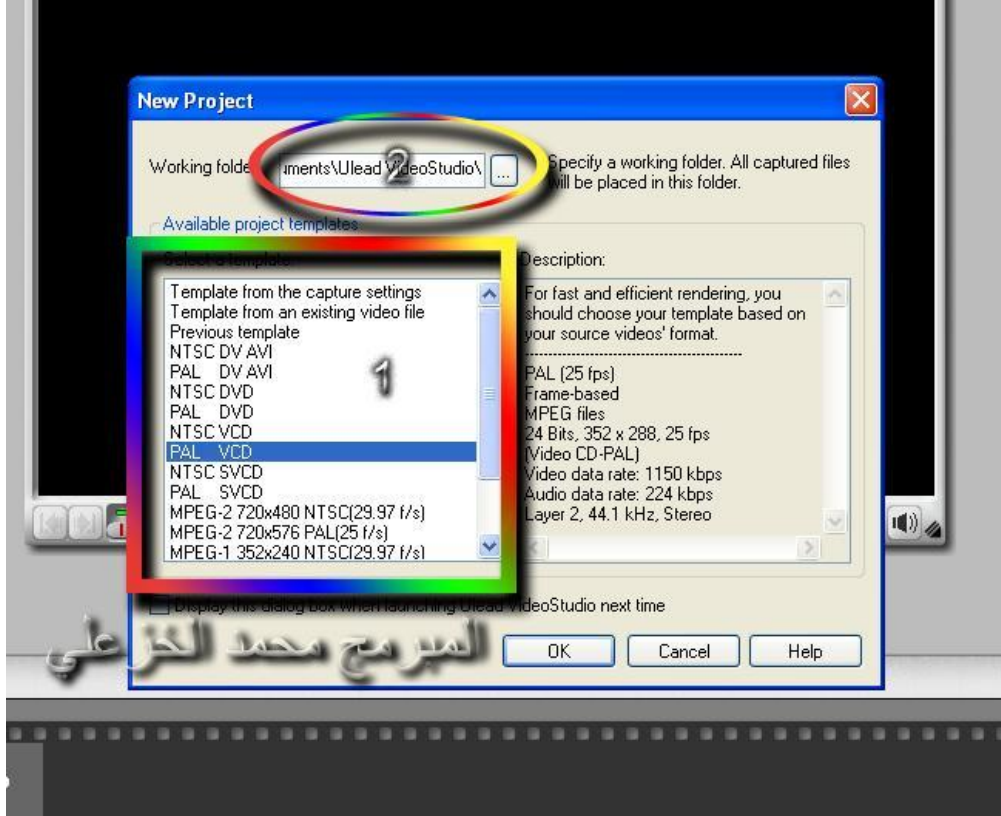 New Project
Working folde
uments\Ulead VideoStudio\
...
2
Specify a working folder. All captured files
will be placed in this folder.
Available project templates
Select a template:
Template from the capture settings
Template from an existing video file
Previous template
NTSC DV AVI
PAL DV AVI
NTSC DVD
PAL DVD
NTSC VCD
PAL VCD
NTSC SVCD
PAL SVCD
MPEG-2 720x480 NTSC(29.97 f/s)
MPEG-2 720x576 PAL(25 f/s)
MPEG-1 352x240 NTSC(29.97 f/s)
1
Description:
For fast and efficient rendering, you
should choose your template based on
your source videos' format.
PAL (25 fps)
Frame-based
MPEG files
24 Bits, 352 x 288, 25 fps
(Video CD-PAL)
Video data rate: 1150 kbps
Audio data rate: 224 kbps
Layer 2, 44.1 kHz, Stereo
Display this dialog box when launching Ulead VideoStudio next time
المبرمج محمد الخزعلي
OK
Cancel
Help